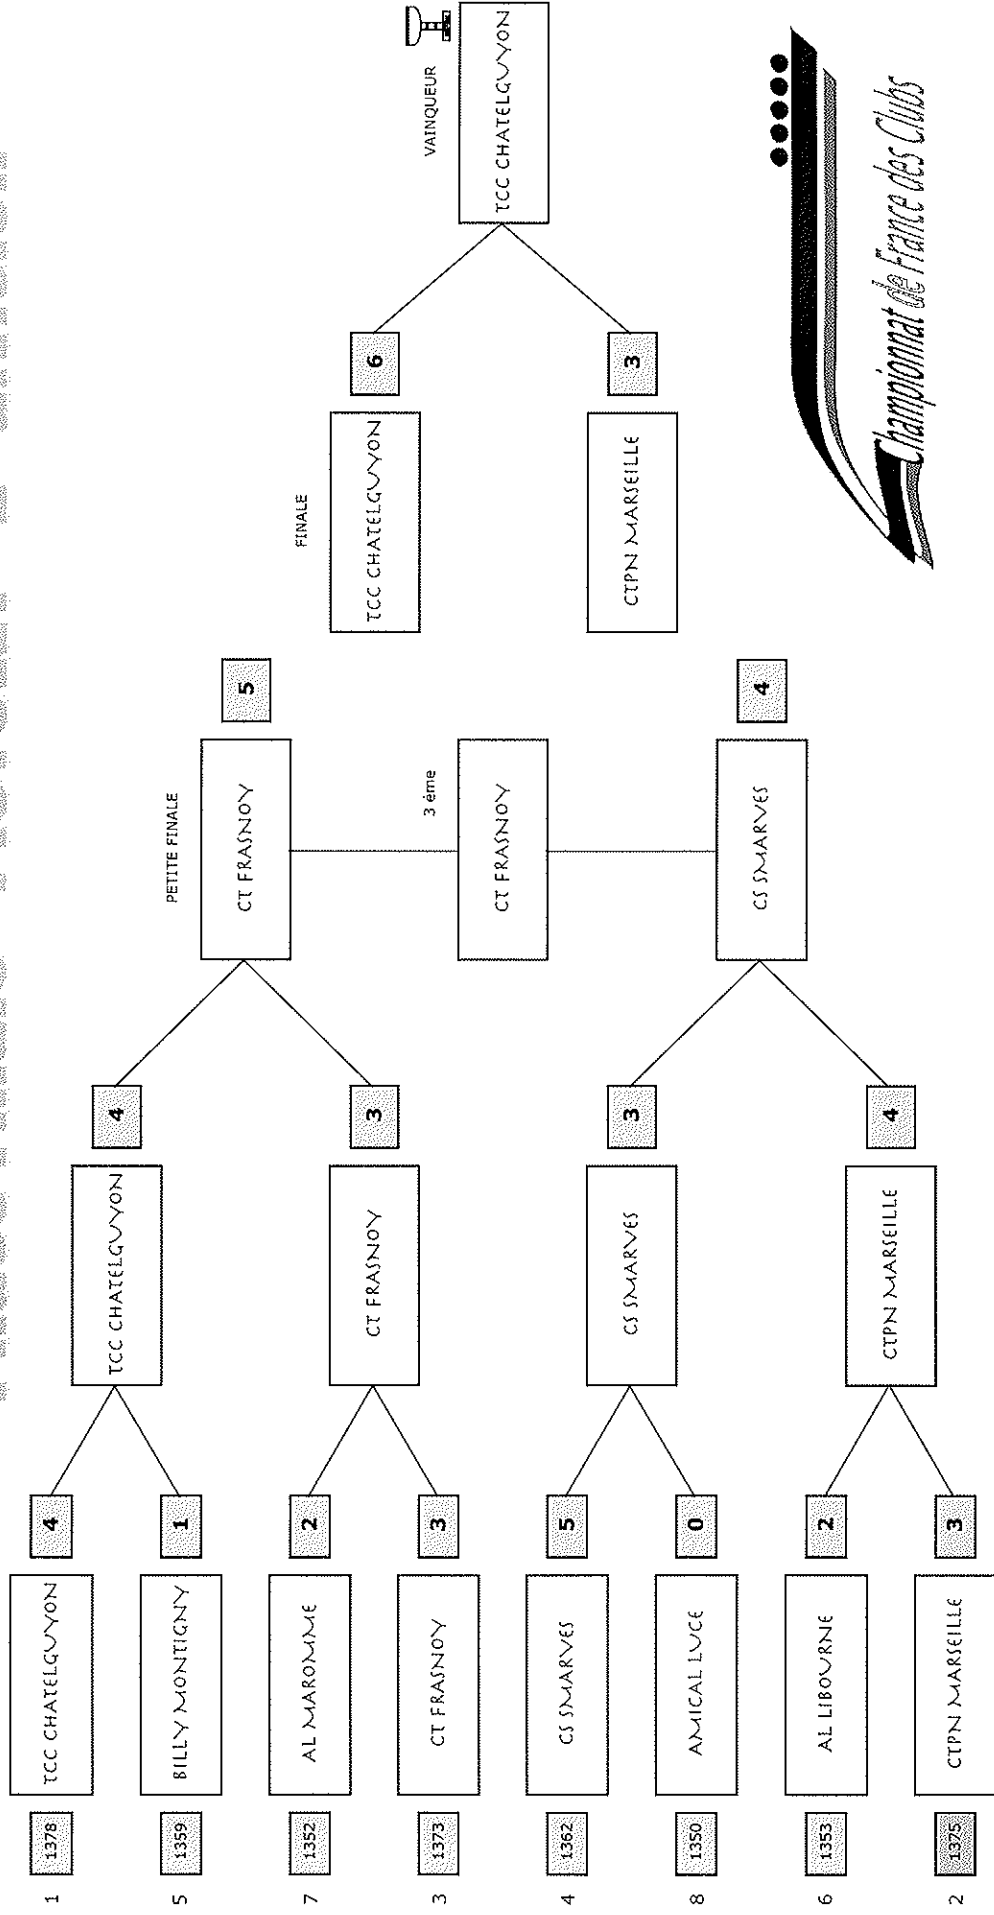 1 1378 TCC CHATELGUYON 4
5 1359 BILLY MONTIGNY 1
7 1352 AL MAROMME 2
3 1373 CT FRASNOY 3
4 1362 CS SMARVES 5
8 1350 AMICAL LUCE 0
6 1353 AL LIBOURNE 2
2 1375 CTPN MARSEILLE 3
TCC CHATELGUYON 4
CT FRASNOY 3
CS SMARVES 3
CTPN MARSEILLE 4
PETITE FINALE
CT FRASNOY 5
3 ème
CT FRASNOY
CS SMARVES 4
FINALE
TCC CHATELGUYON 6
CTPN MARSEILLE 3
VAINQUEUR
TCC CHATELGUYON
Championnat de France des Clubs